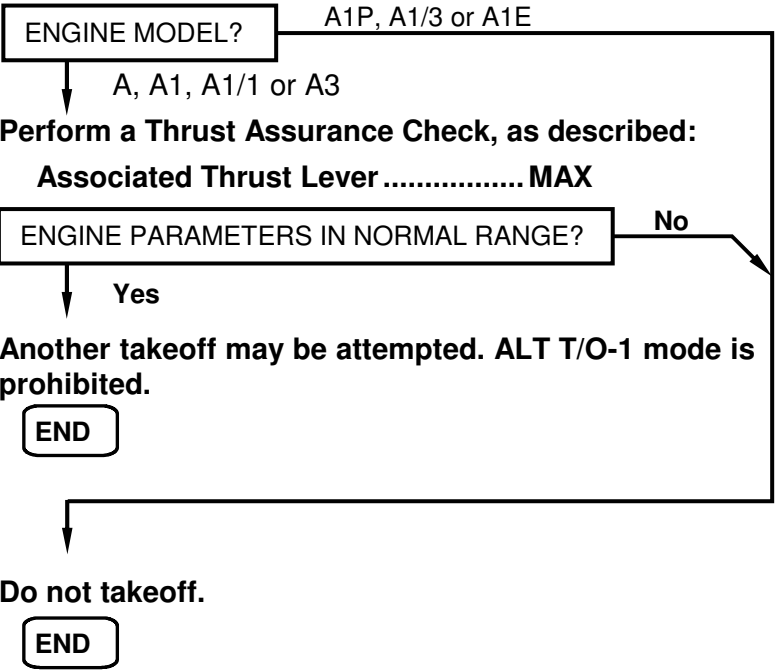 ENGINE MODEL?
A1P, A1/3 or A1E
A, A1, A1/1 or A3
Perform a Thrust Assurance Check, as described:
Associated Thrust Lever.................MAX
ENGINE PARAMETERS IN NORMAL RANGE?
No
Yes
Another takeoff may be attempted. ALT T/O-1 mode is
prohibited.
END
Do not takeoff.
END